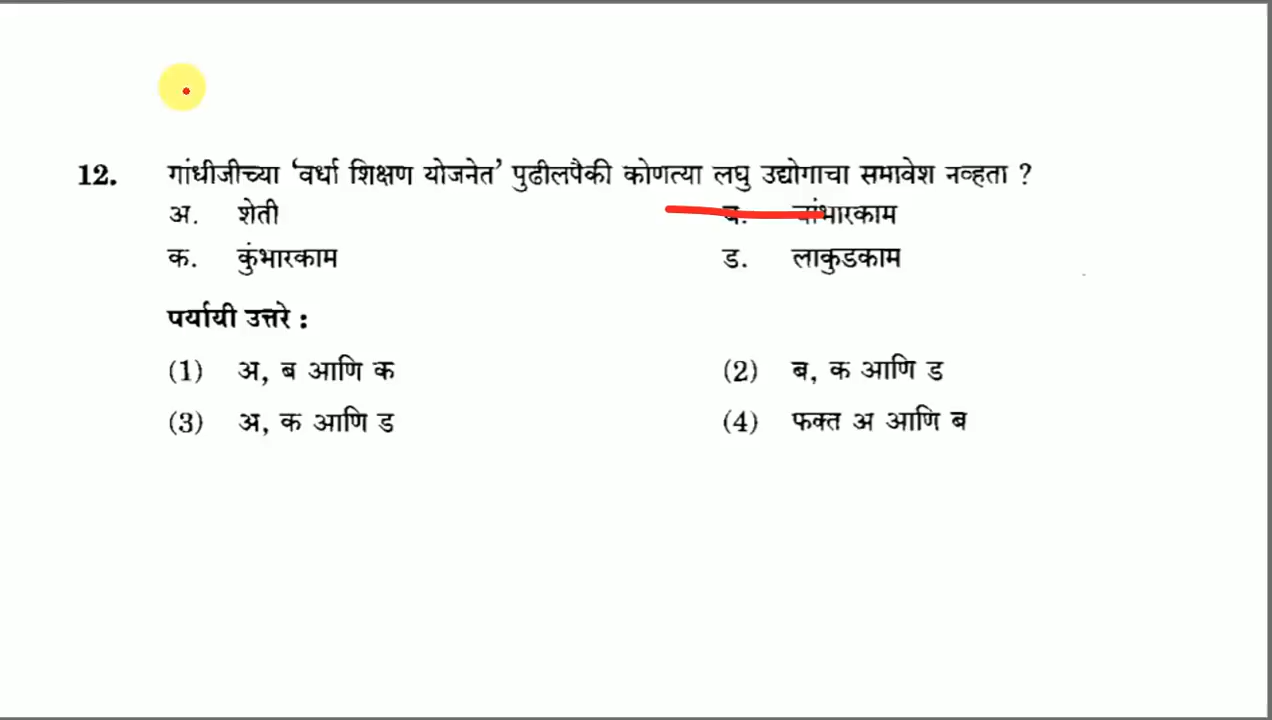 12. गांधीजीच्या ‘वर्धा शिक्षण योजनेत’ पुढीलपैकी कोणत्या लघु उद्योगाचा समावेश नव्हता ?
अ. शेती ब. चांभारकाम
क. कुंभारकाम ड. लाकुडकाम
पर्यायी उत्तरे :
(1) अ, ब आणि क (2) ब, क आणि ड
(3) अ, क आणि ड (4) फक्त अ आणि ब